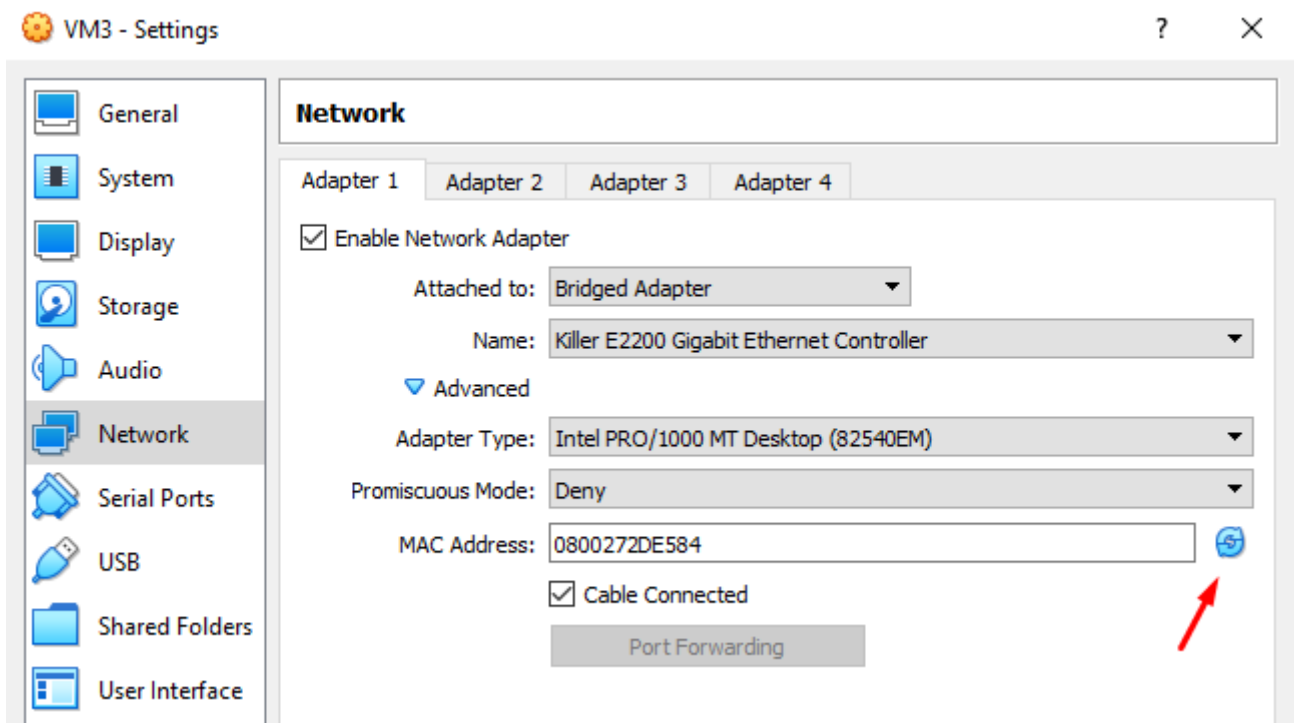 VM3 - Settings
?
General
System
Display
Storage
Audio
Network
Serial Ports
USB
Shared Folders
User Interface
Network
Adapter 1
Adapter 2
Adapter 3
Adapter 4
Enable Network Adapter
Attached to: Bridged Adapter
Name: Killer E2200 Gigabit Ethernet Controller
Advanced
Adapter Type: Intel PRO/1000 MT Desktop (82540EM)
Promiscuous Mode: Deny
MAC Address: 0800272DE584
Cable Connected
Port Forwarding